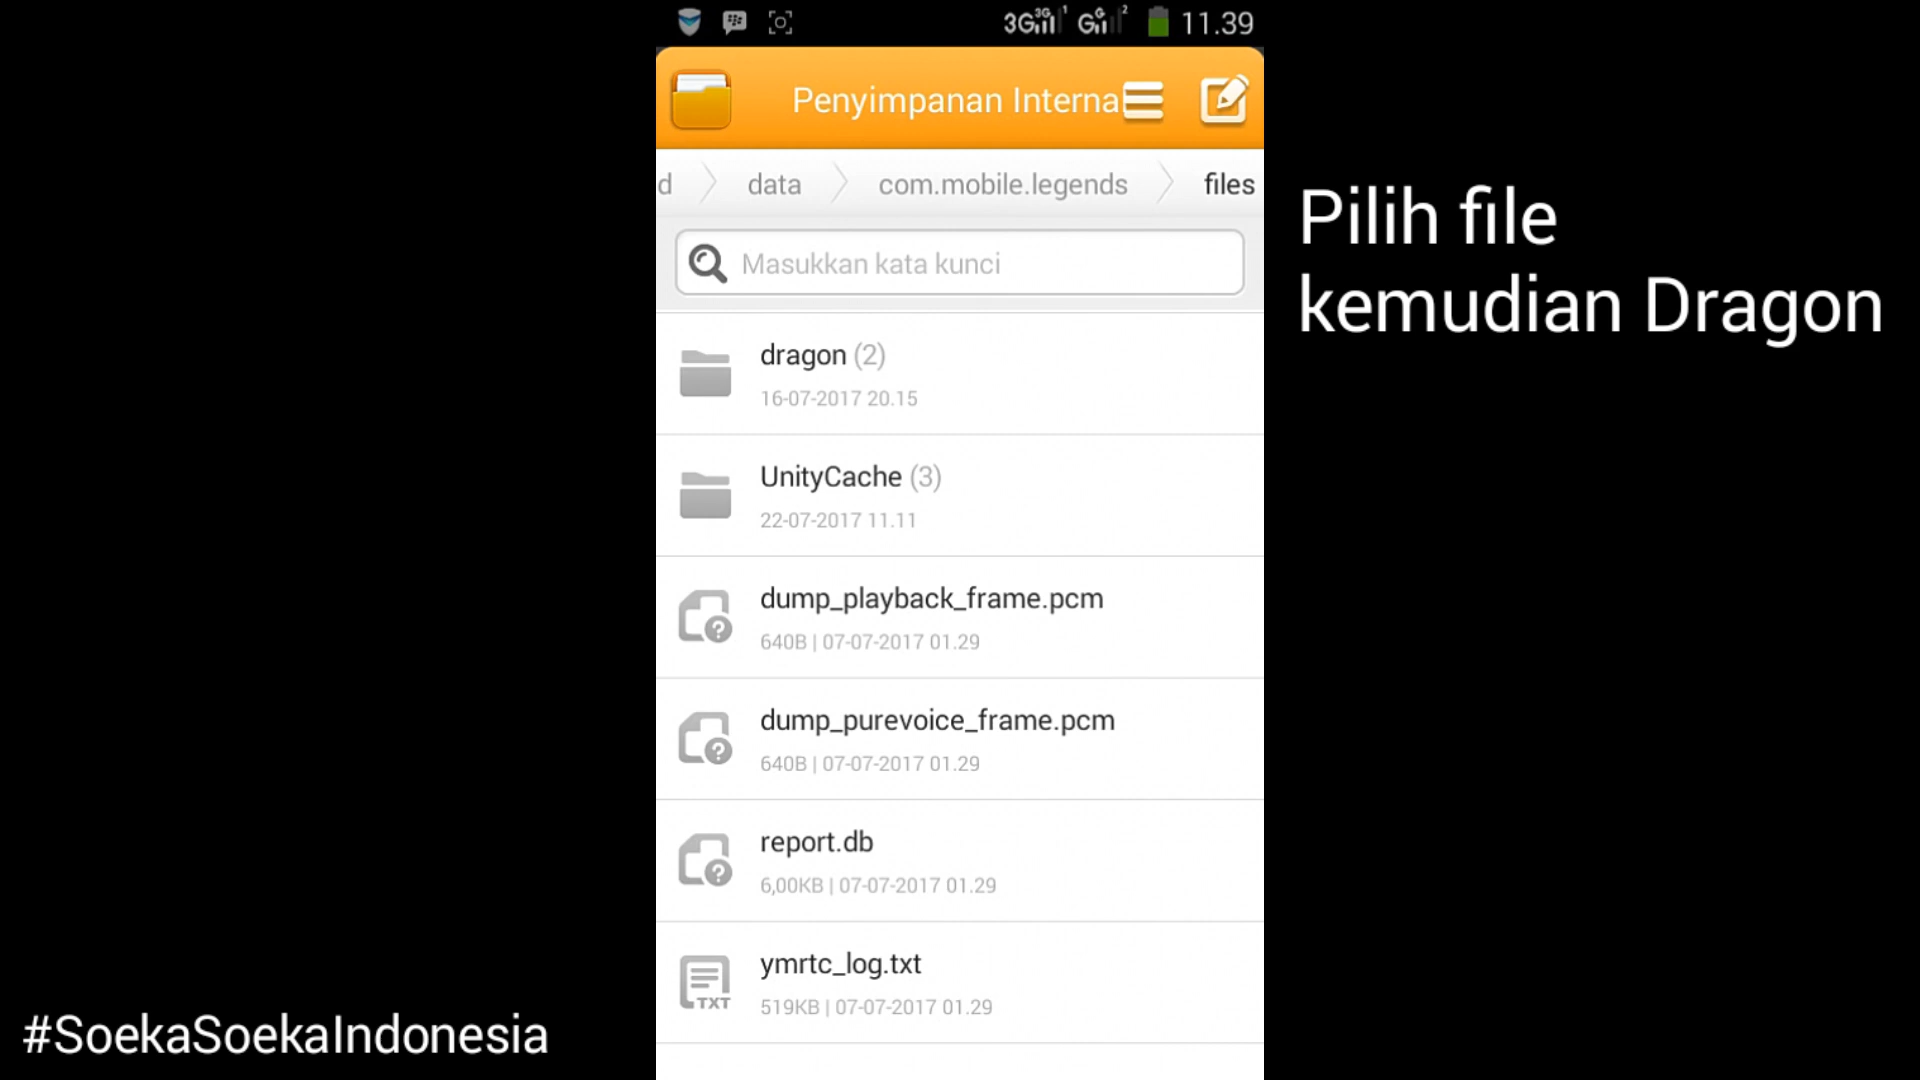 3G 3G 1 G G 2 11.39
Penyimpanan Interna
d data com.mobile.legends files
Masukkan kata kunci
dragon (2)
16-07-2017 20.15
UnityCache (3)
22-07-2017 11.11
dump_playback_frame.pcm
640B | 07-07-2017 01.29
dump_purevoice_frame.pcm
640B | 07-07-2017 01.29
report.db
6,00KB | 07-07-2017 01.29
ymrtc_log.txt
TXT
519KB | 07-07-2017 01.29
Pilih file
kemudian Dragon
#SoekaSoekaIndonesia